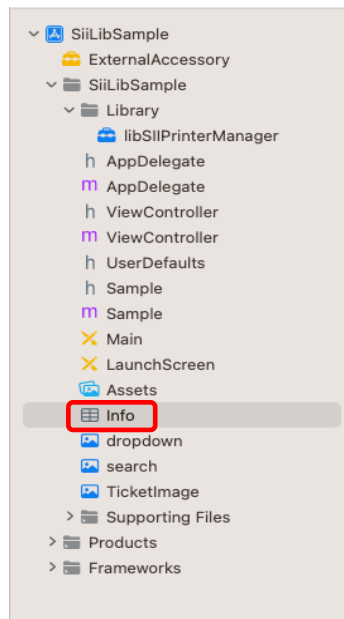 SiiLibSample
ExternalAccessory
SiiLibSample
Library
libSIIPrinterManager
h AppDelegate
m AppDelegate
h ViewController
m ViewController
h UserDefaults
h Sample
m Sample
Main
LaunchScreen
Assets
Info
dropdown
search
TicketImage
Supporting Files
Products
Frameworks